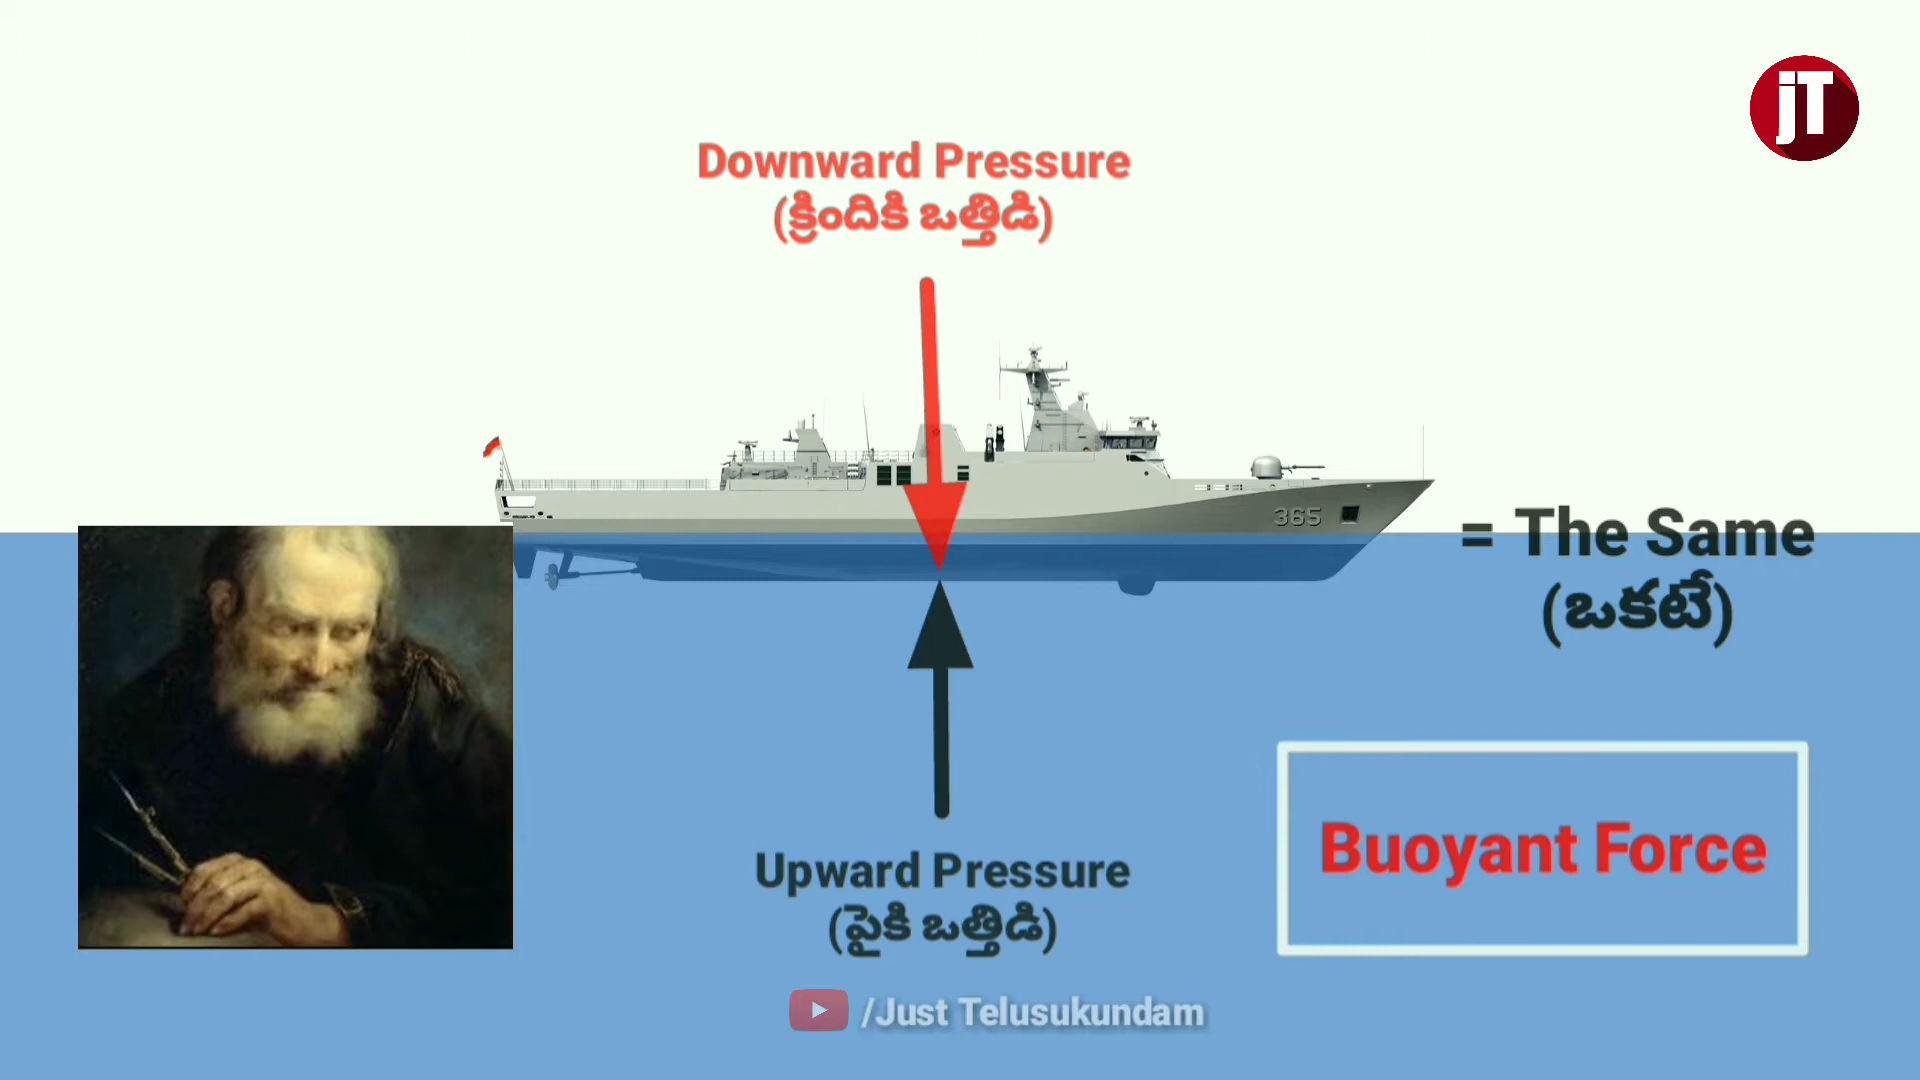 jT
Downward Pressure
(క్రిందికి ఒత్తిడి)
365
= The Same
(ఒకటే)
Buoyant Force
Upward Pressure
(పైకి ఒత్తిడి)
/Just Telusukundam